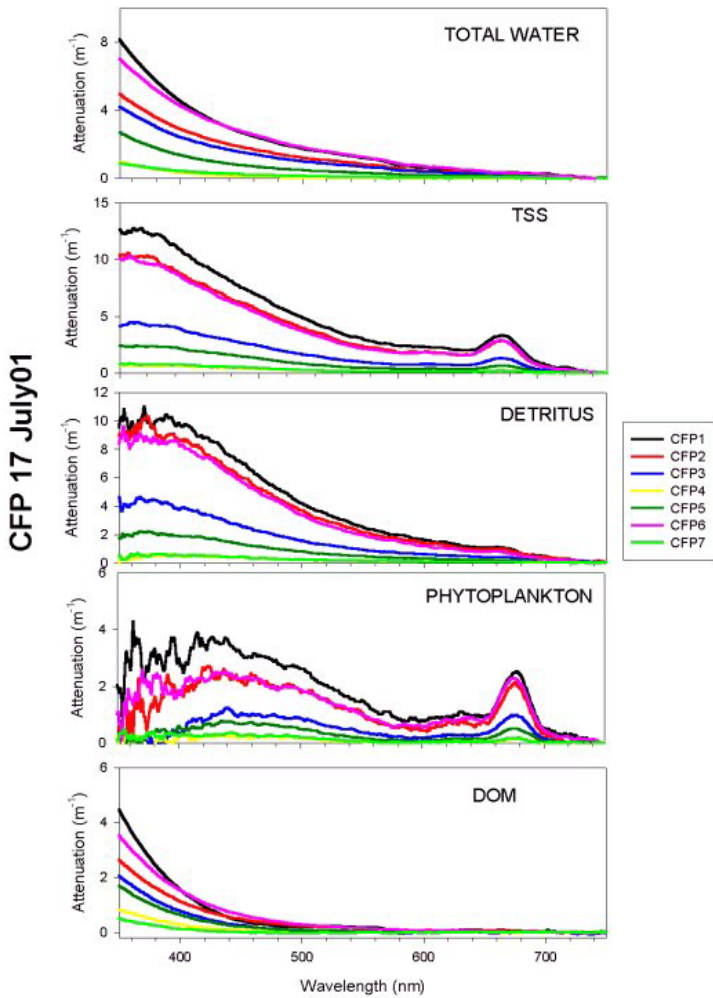 CFP 17 July01
TOTAL WATER
Attenuation (m⁻¹)
8
4
0
TSS
Attenuation (m⁻¹)
15
10
5
0
DETRITUS
Attenuation (m⁻¹)
12
10
8
6
4
2
0
CFP1
CFP2
CFP3
CFP4
CFP5
CFP6
CFP7
PHYTOPLANKTON
Attenuation (m⁻¹)
6
4
2
0
DOM
Attenuation (m⁻¹)
6
4
2
0
400 500 600 700
Wavelength (nm)